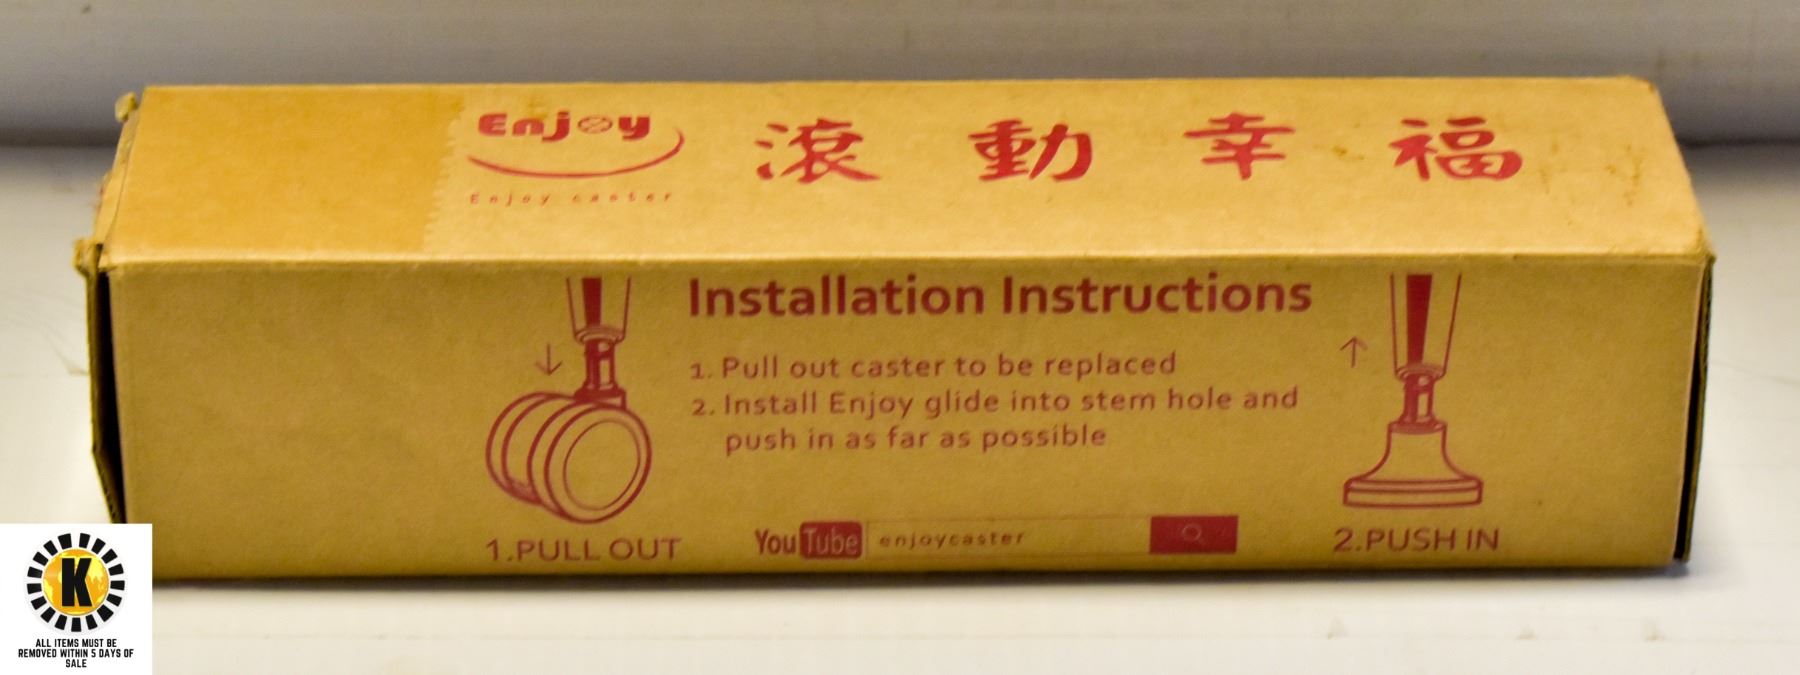 Enjoy
Enjoy caster
滾動幸福
Installation Instructions
1. Pull out caster to be replaced
2. Install Enjoy glide into stem hole and
push in as far as possible
1.PULL OUT
YouTube enjoycaster
2.PUSH IN
K
ALL ITEMS MUST BE
REMOVED WITHIN 5 DAYS OF
SALE